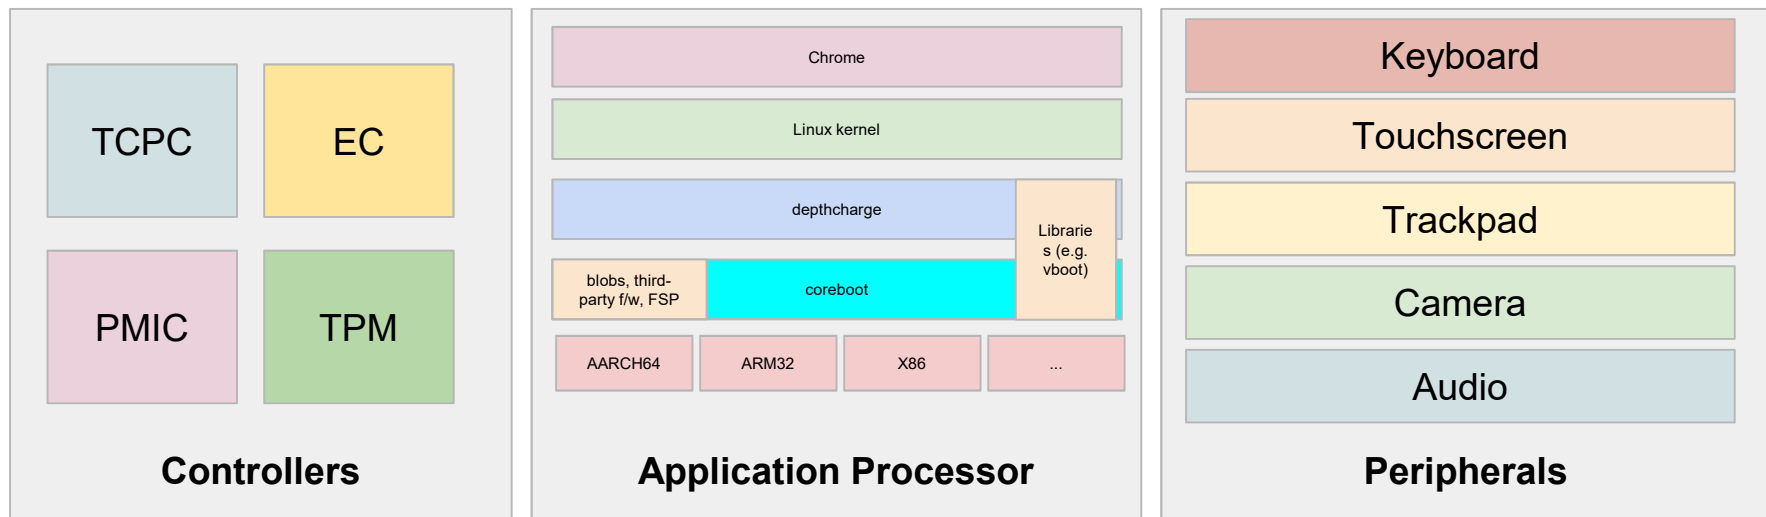 TCPC
EC
PMIC
TPM
Controllers
Chrome
Linux kernel
depthcharge
Librarie
s (e.g.
vboot)
blobs, third-
party f/w, FSP
coreboot
AARCH64
ARM32
X86
...
Application Processor
Keyboard
Touchscreen
Trackpad
Camera
Audio
Peripherals